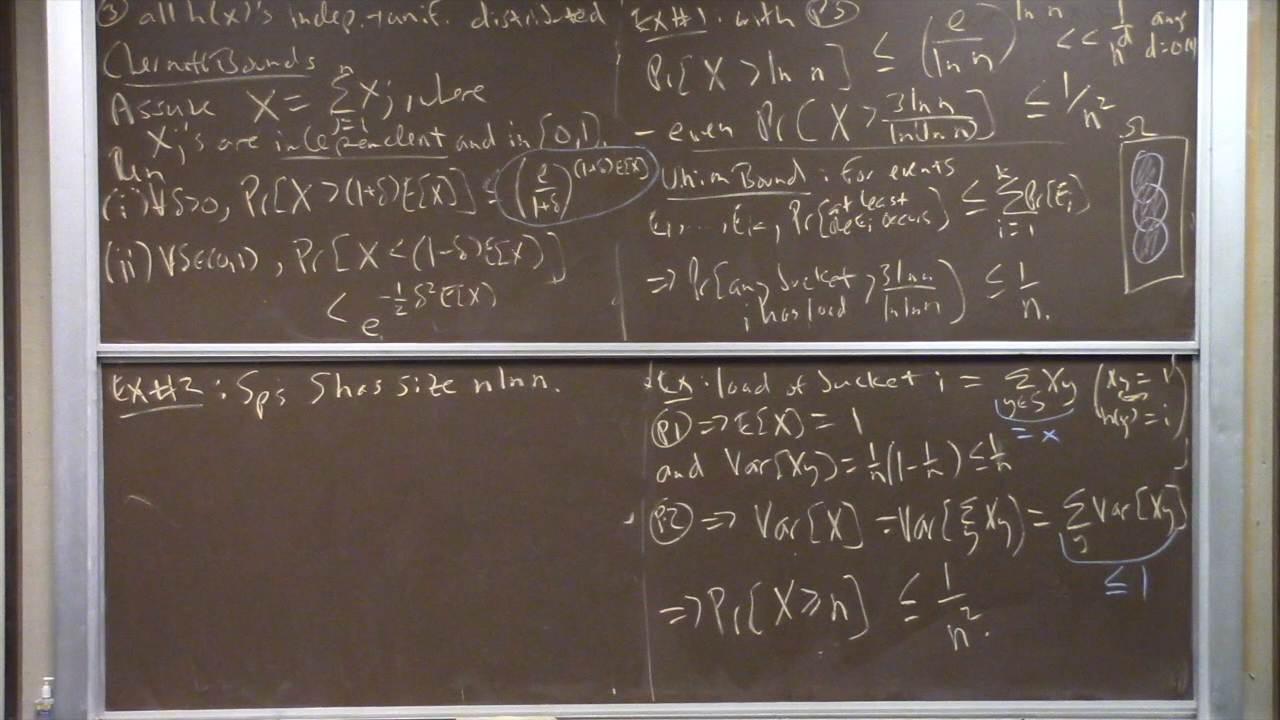 ③ all h(x)'s indep. + unif. distributed
Chernoff Bounds
Assume X = Σ_{j=1}^{n} X_j, where
X_j's are independent and in [0,1].
Then
(i) ∀δ>0, Pr[X > (1+δ)E[X]] ≤ (e/(1+δ))^{(1+δ)E[X]}
(ii) ∀δ∈(0,1), Pr[X < (1-δ)E[X]]
< e^{-½δ²E[X]}
Ex#1: with P3
Pr[X > ln n] ≤ (e/ln n)^{ln n} << 1/n^d any d=O(1)
- even Pr[X > 3ln n/ln(ln n)] ≤ 1/n²
Union Bound: For events
E₁,...,E_k, Pr[at least one E_i occurs] ≤ Σ_{i=1}^{k} Pr[E_i]
Ω
⇒ Pr[any bucket i has load > 3ln n/ln ln n] ≤ 1/n.
Ex#2: Sps S has size n ln n.
Ex: load of bucket i = Σ_{y∈S} X_y (X_y = 1 ⇔ h(y) = i)
= X
P1 ⇒ E[X] = 1
and Var[X_y] = 1/n(1-1/n) ≤ 1/n
P2 ⇒ Var[X] = Var[Σ_y X_y] = Σ_y Var[X_y]
≤ 1
⇒ Pr[X ≥ n] ≤ 1/n².